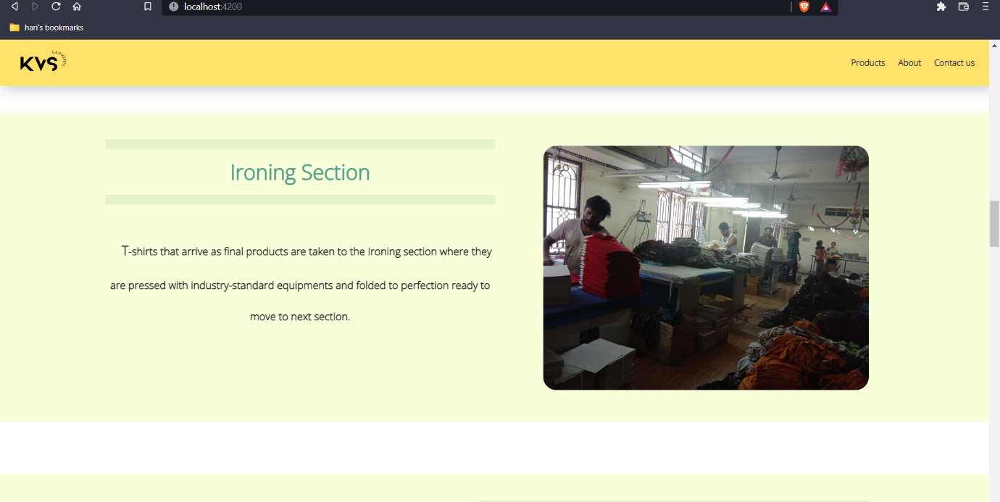 localhost:4200
hari's bookmarks
KVS GARMENTS
Products About Contact us
Ironing Section
T-shirts that arrive as final products are taken to the Ironing section where they
are pressed with industry-standard equipments and folded to perfection ready to
move to next section.